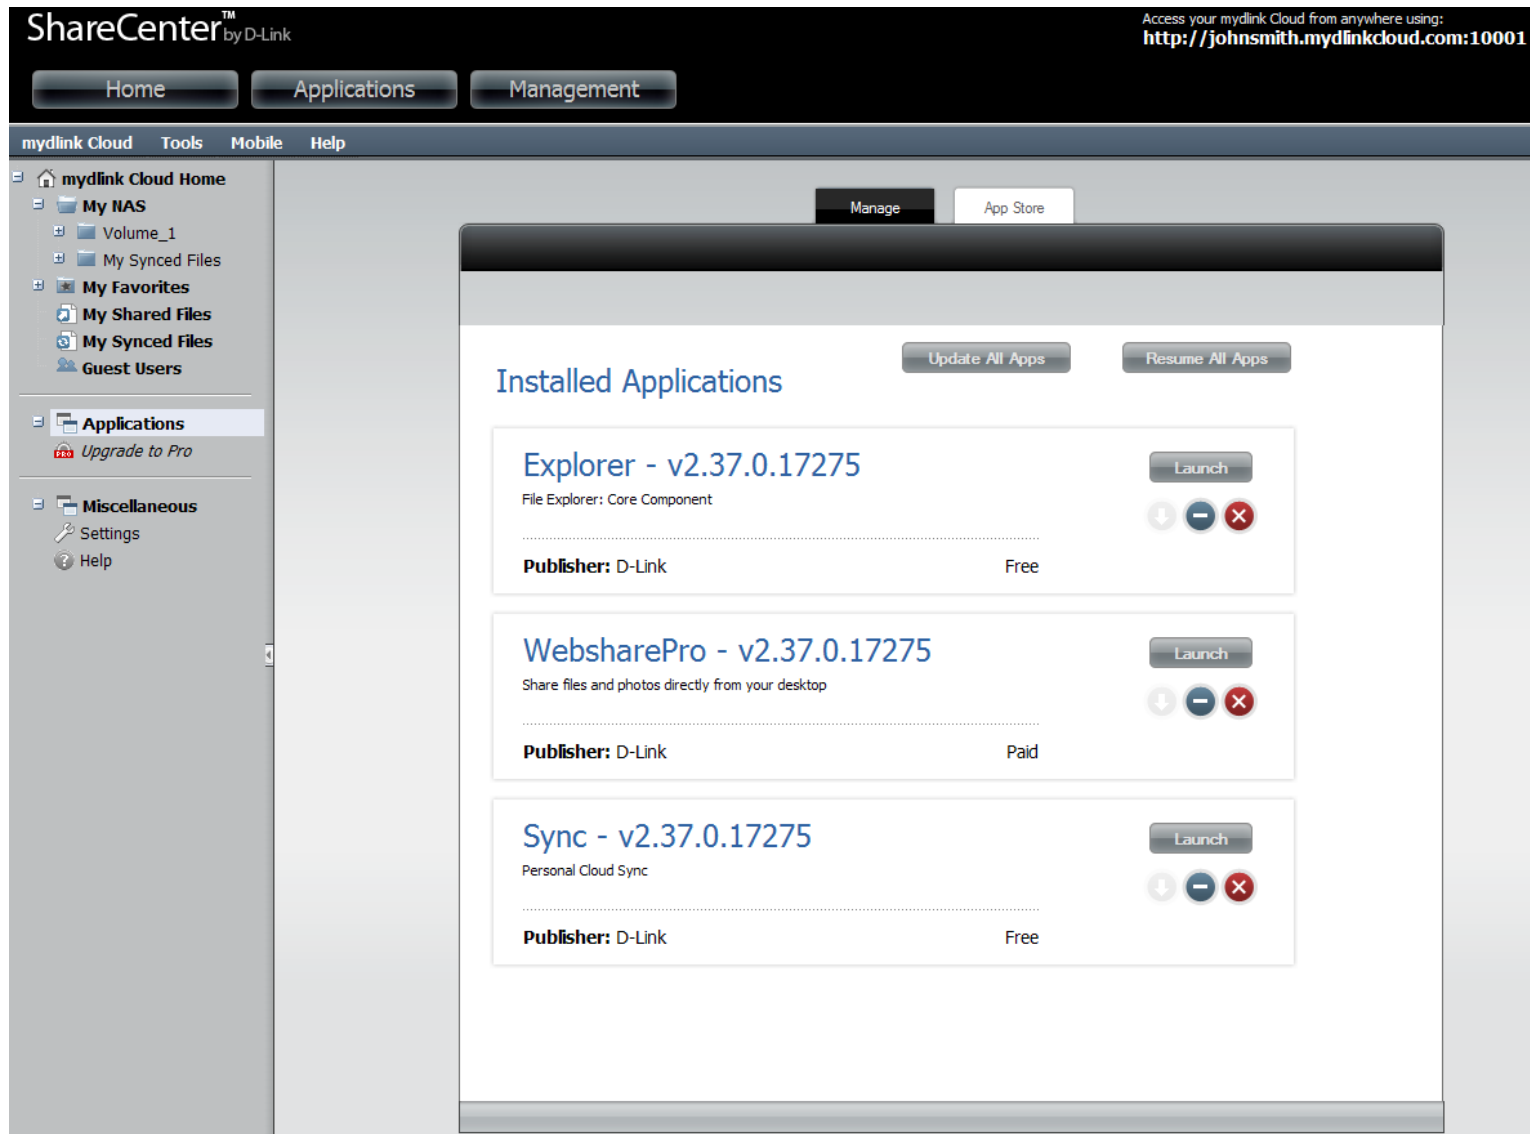 ShareCenter™ by D-Link
Access your mydlink Cloud from anywhere using:
http://johnsmith.mydlinkcloud.com:10001
Home Applications Management
mydlink Cloud Tools Mobile Help
mydlink Cloud Home
My NAS
Volume_1
My Synced Files
My Favorites
My Shared Files
My Synced Files
Guest Users
Applications
PRO Upgrade to Pro
Miscellaneous
Settings
Help
Manage App Store
Update All Apps Resume All Apps
Installed Applications
Explorer - v2.37.0.17275
Launch
File Explorer: Core Component
Publisher: D-Link Free
WebsharePro - v2.37.0.17275
Launch
Share files and photos directly from your desktop
Publisher: D-Link Paid
Sync - v2.37.0.17275
Launch
Personal Cloud Sync
Publisher: D-Link Free